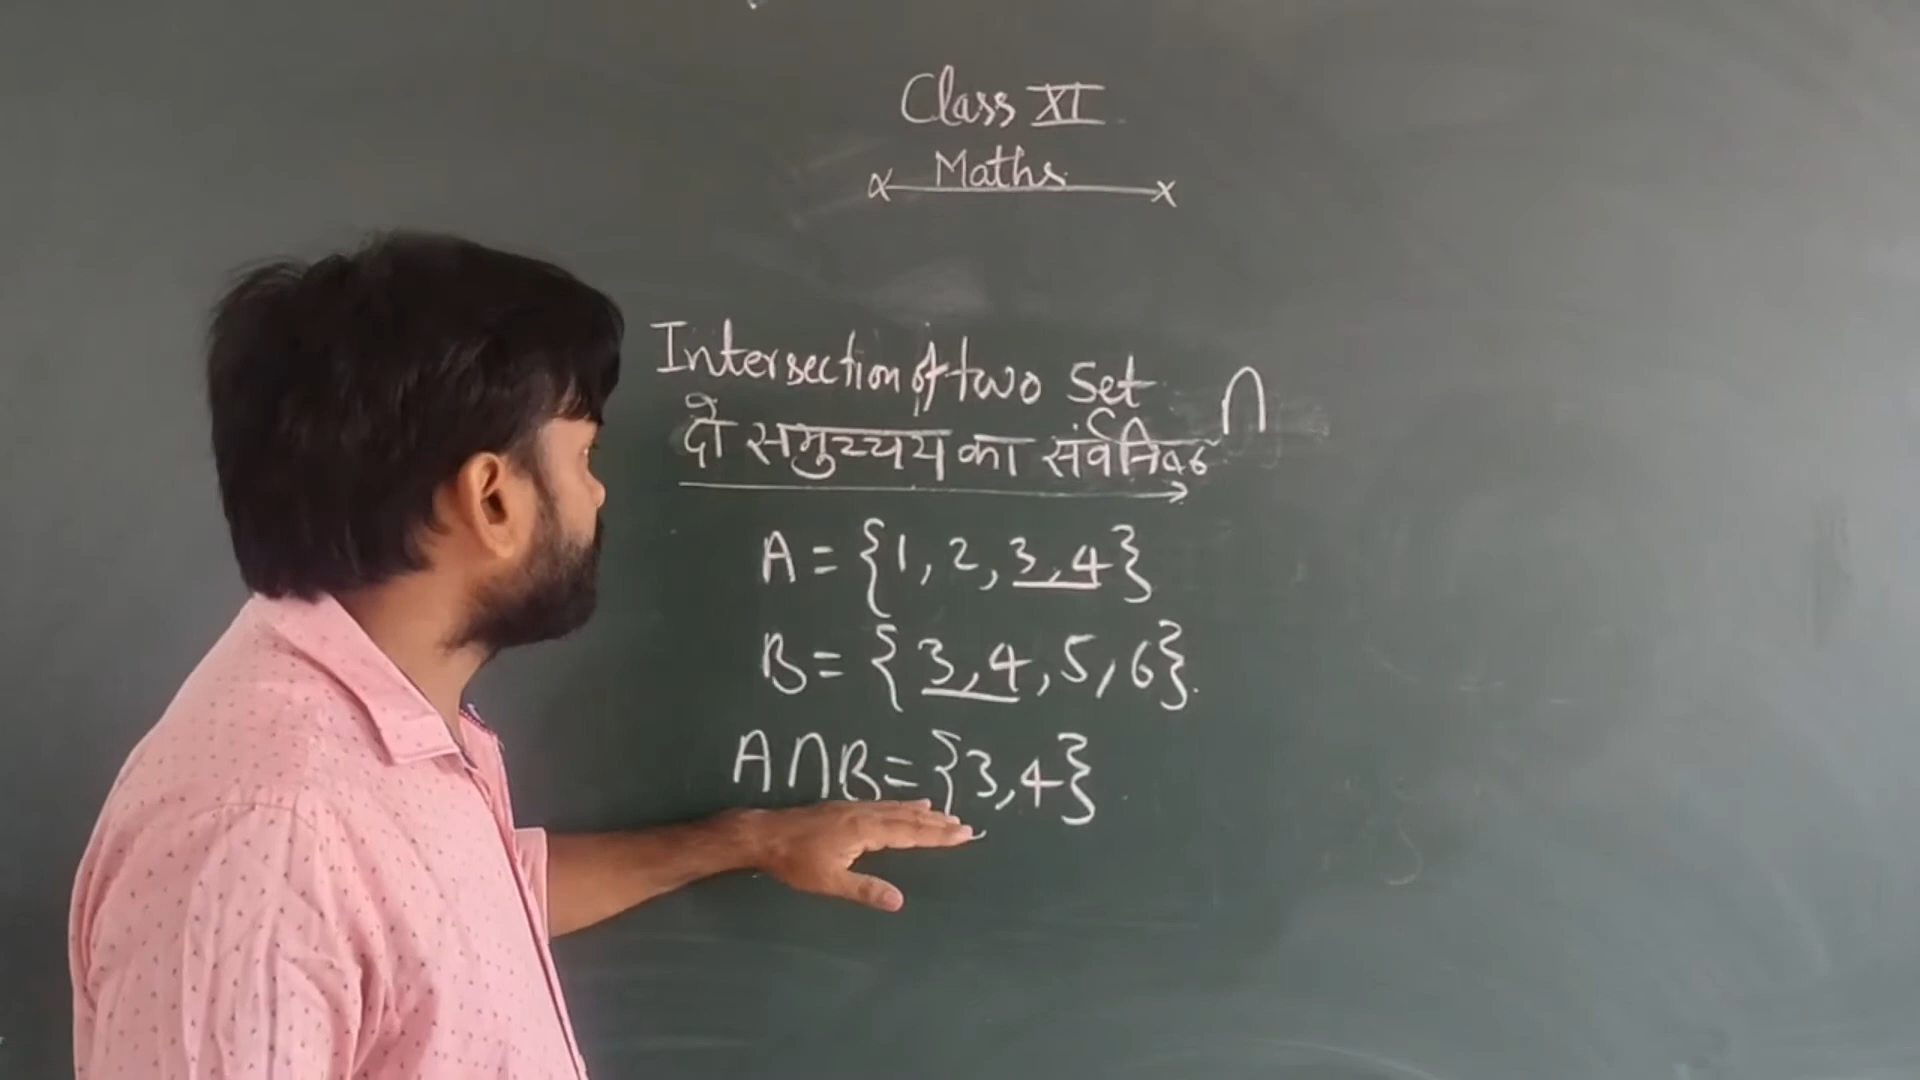 Class XI
Maths
Intersection of two Set ∩
दो समुच्चय का सर्वनिष्ठ
A = {1, 2, 3, 4}
B = {3, 4, 5, 6}.
A∩B = {3, 4}